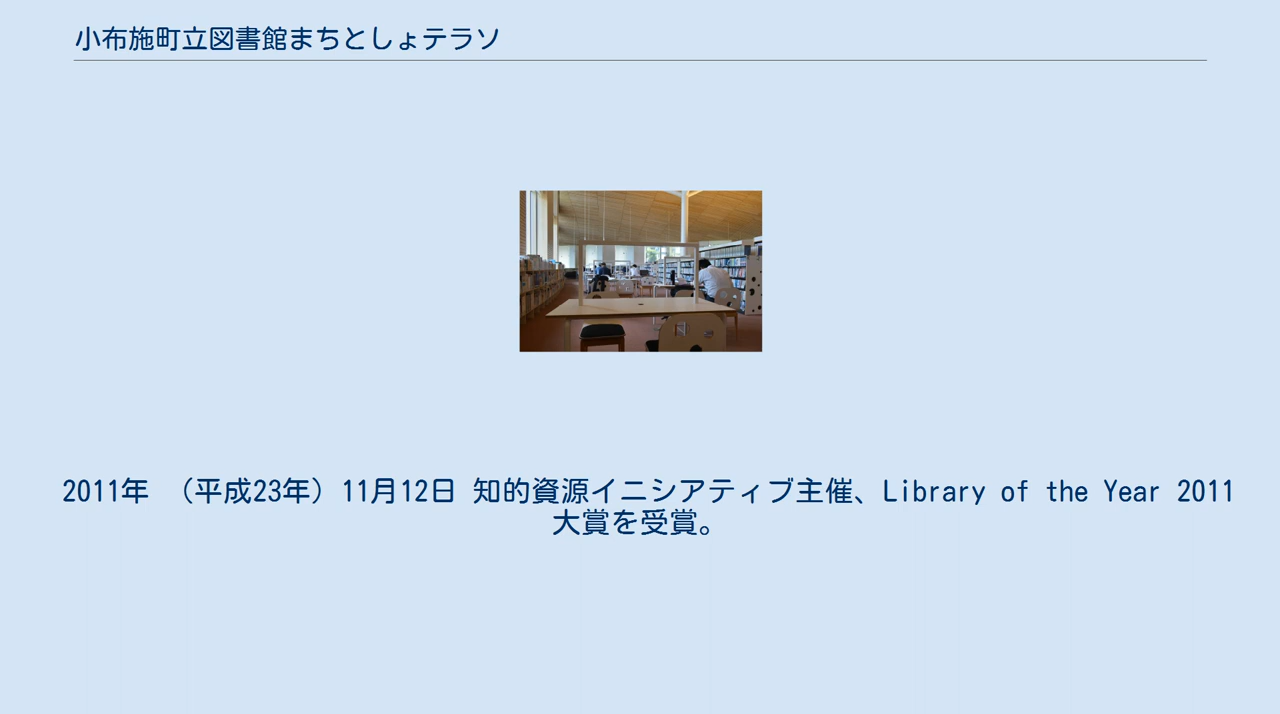 小布施町立図書館まちとしょテラソ
2011年 （平成23年）11月12日 知的資源イニシアティブ主催、Library of the Year 2011
大賞を受賞。